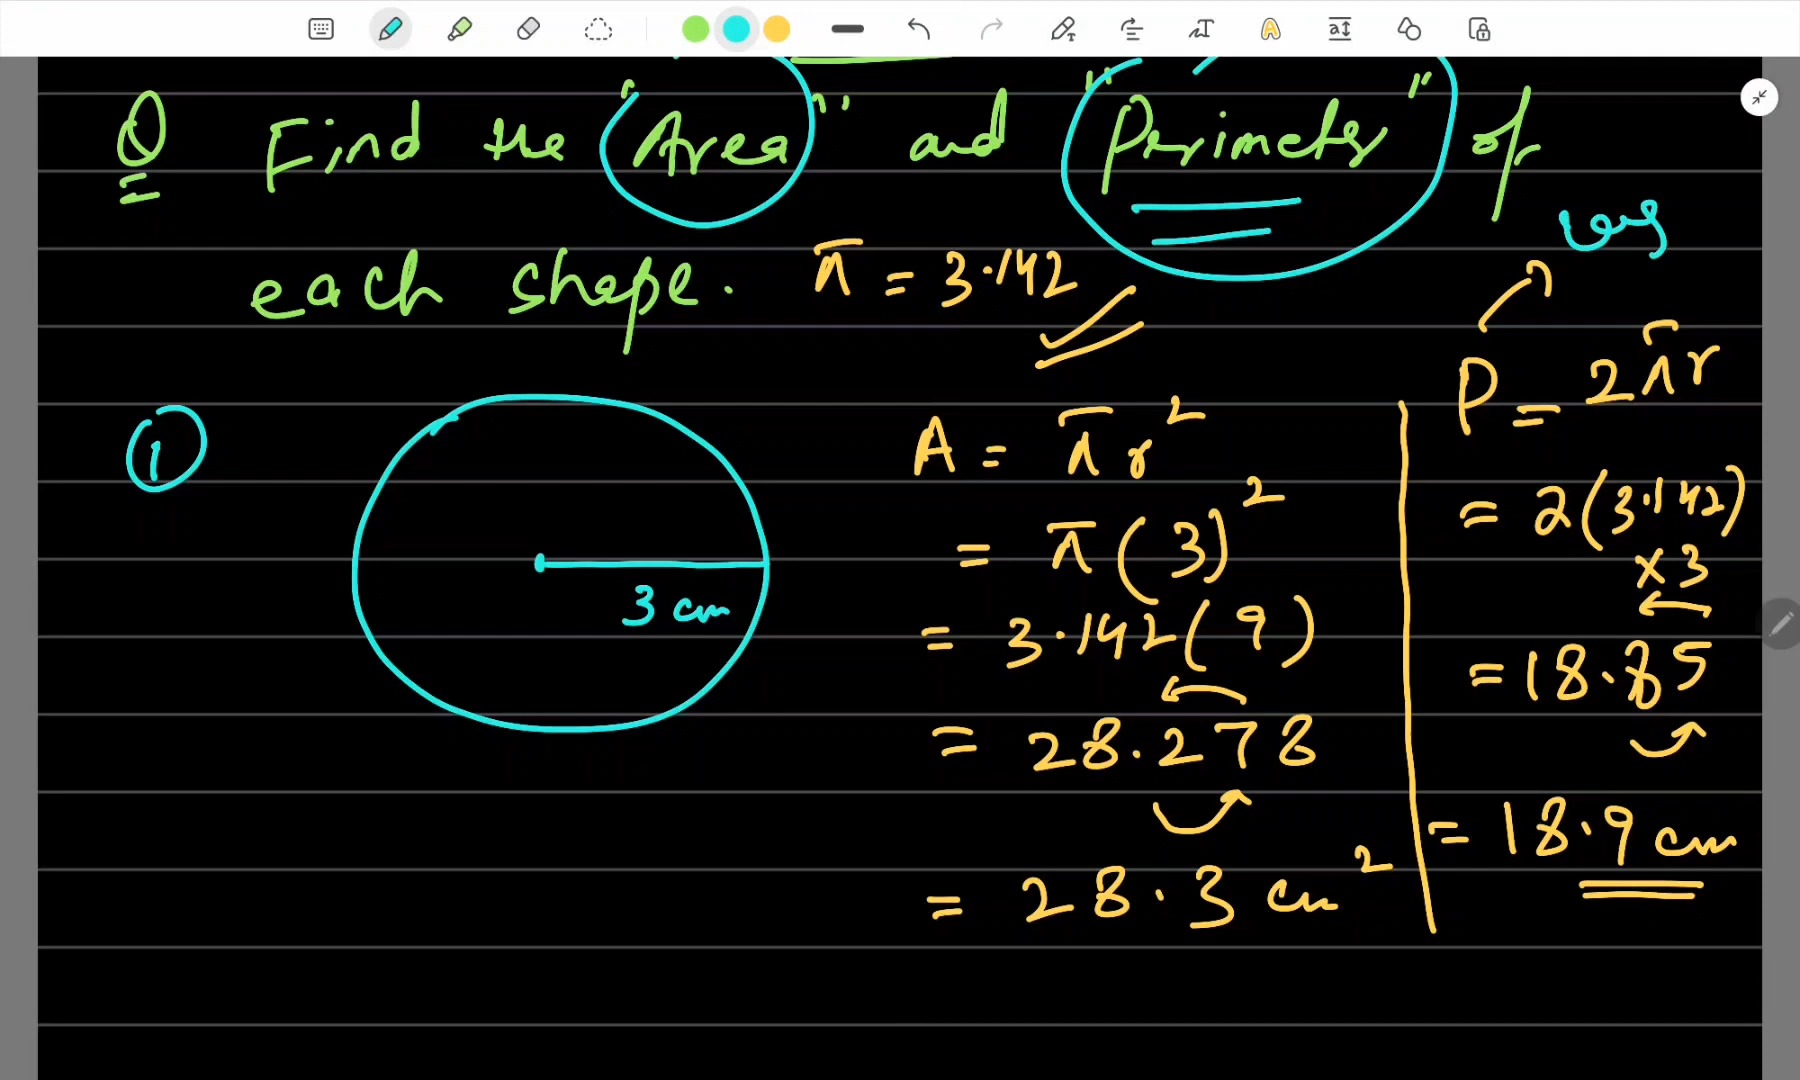 Q Find the "Area" and "Perimeter" of
each shape. π = 3.142
1
3 cm
A = πr²
= π(3)²
= 3.142(9)
= 28.278
= 28.3 cm²
P = 2πr
= 2(3.142)
×3
= 18.85
= 18.9 cm